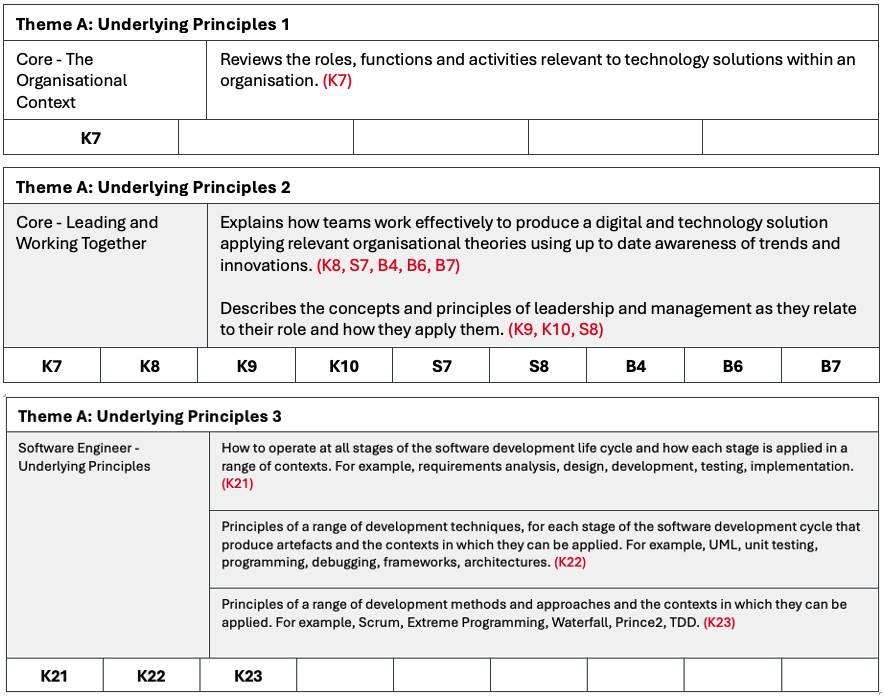 Theme A: Underlying Principles 1
Core - The
Organisational
Context
Reviews the roles, functions and activities relevant to technology solutions within an
organisation. (K7)
K7
Theme A: Underlying Principles 2
Core - Leading and
Working Together
Explains how teams work effectively to produce a digital and technology solution
applying relevant organisational theories using up to date awareness of trends and
innovations. (K8, S7, B4, B6, B7)
Describes the concepts and principles of leadership and management as they relate
to their role and how they apply them. (K9, K10, S8)
K7 K8 K9 K10 S7 S8 B4 B6 B7
Theme A: Underlying Principles 3
Software Engineer -
Underlying Principles
How to operate at all stages of the software development life cycle and how each stage is applied in a
range of contexts. For example, requirements analysis, design, development, testing, implementation.
(K21)
Principles of a range of development techniques, for each stage of the software development cycle that
produce artefacts and the contexts in which they can be applied. For example, UML, unit testing,
programming, debugging, frameworks, architectures. (K22)
Principles of a range of development methods and approaches and the contexts in which they can be
applied. For example, Scrum, Extreme Programming, Waterfall, Prince2, TDD. (K23)
K21 K22 K23